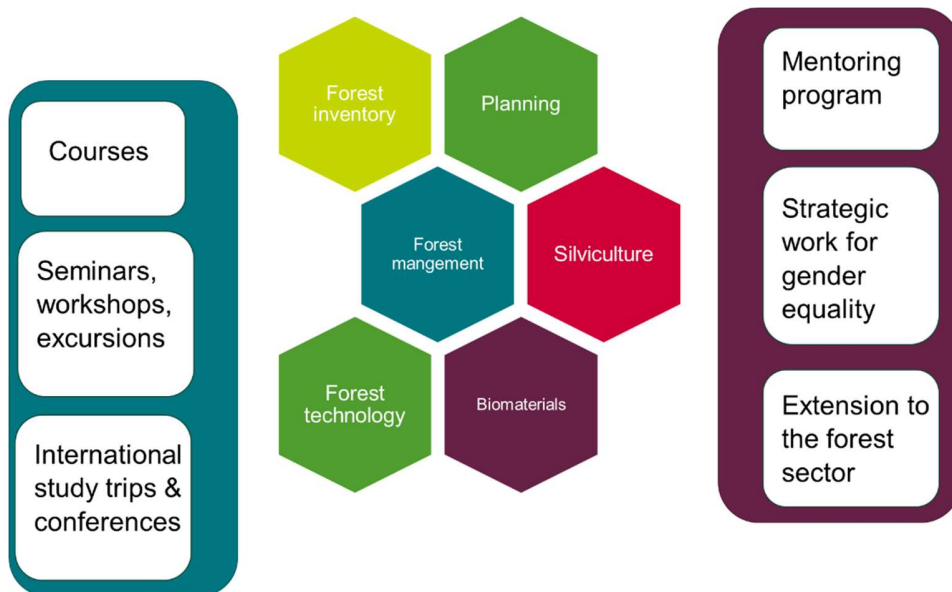 Courses
Seminars,
workshops,
excursions
International
study trips &
conferences
Forest
inventory
Planning
Forest
mangement
Silviculture
Forest
technology
Biomaterials
Mentoring
program
Strategic
work for
gender
equality
Extension to
the forest
sector